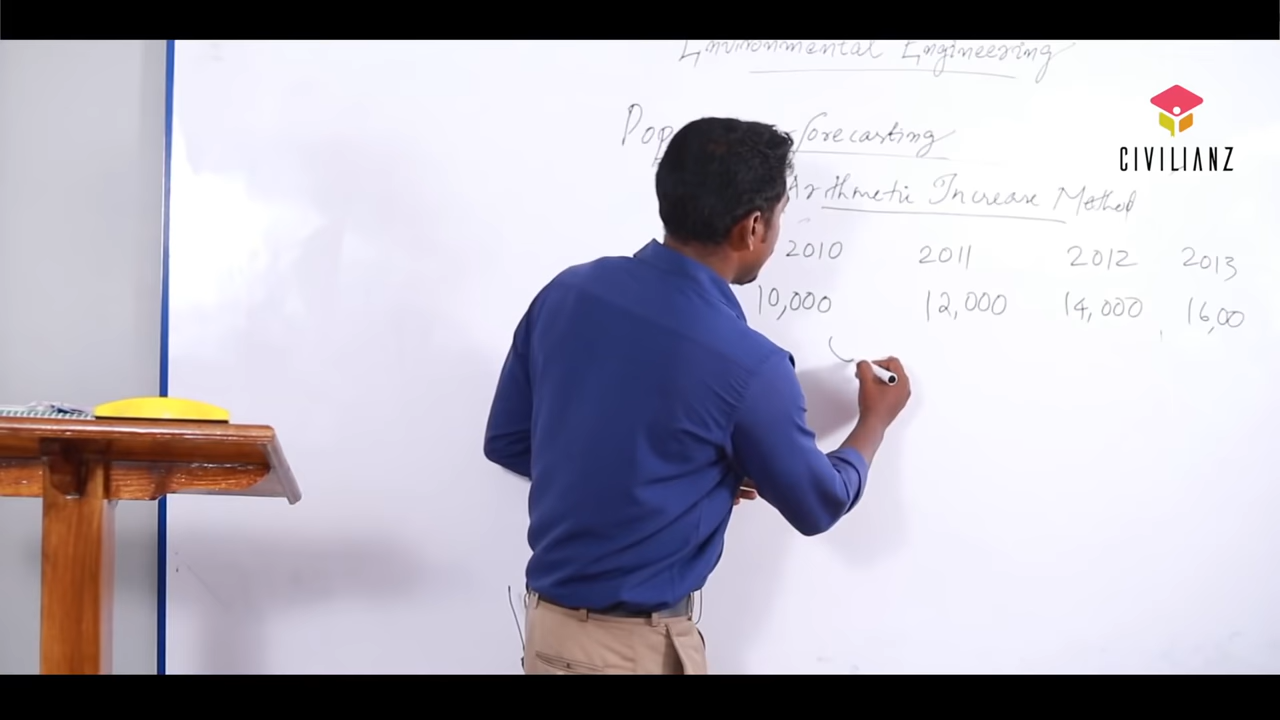 Environmental Engineering
Pop forecasting
CIVILIANZ
Arithmetic Increase Method
2010 2011 2012 2013
10,000 12,000 14,000 16,00